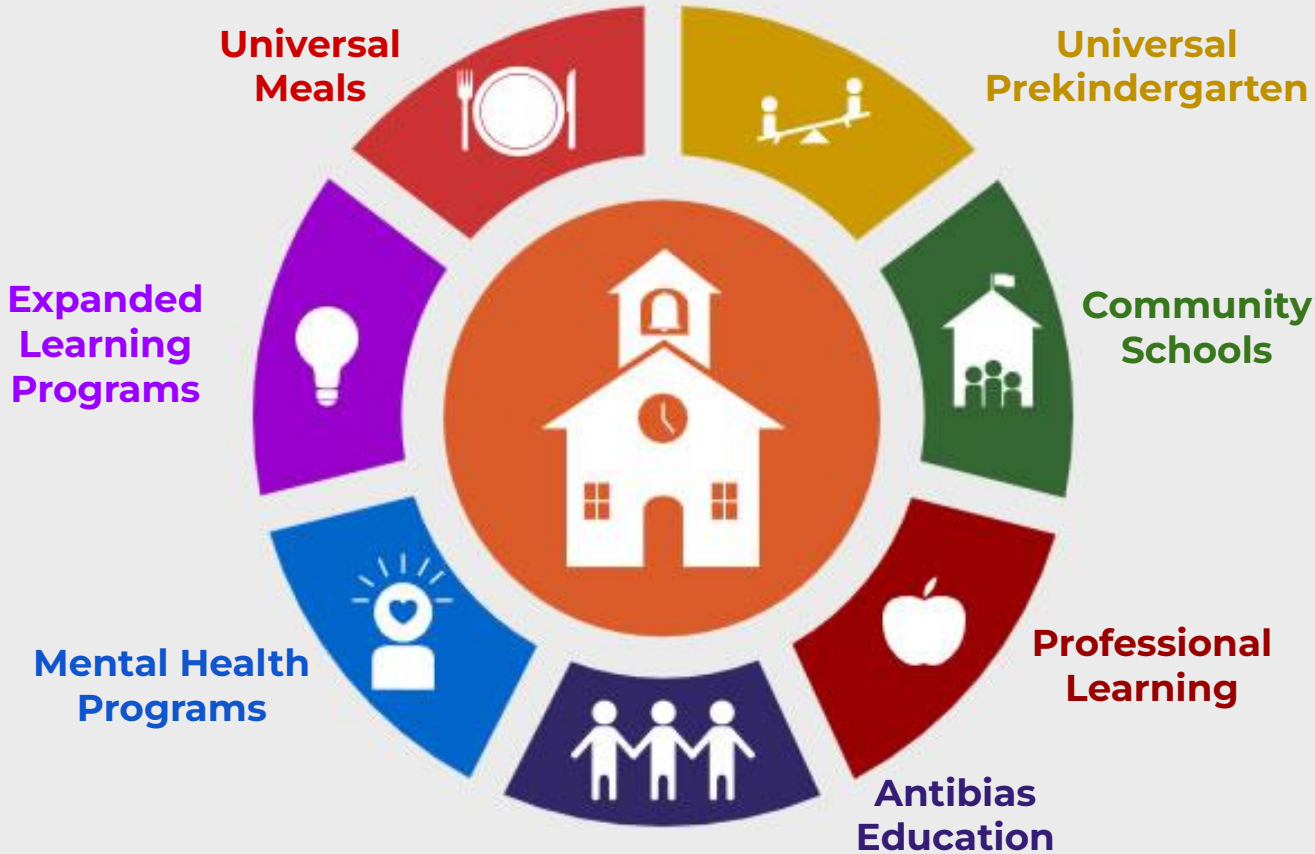 Universal
Meals
Universal
Prekindergarten
Expanded
Learning
Programs
Community
Schools
Mental Health
Programs
Professional
Learning
Antibias
Education